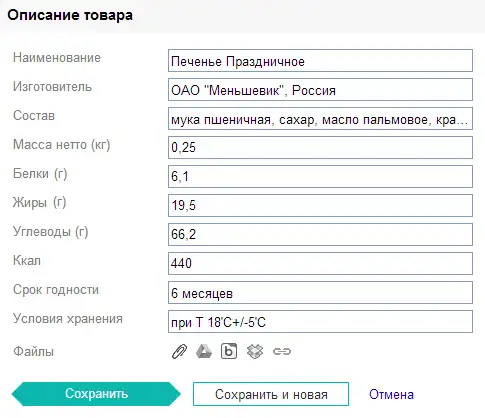 Описание товара
Наименование Печенье Праздничное
Изготовитель ОАО "Меньшевик", Россия
Состав мука пшеничная, сахар, масло пальмовое, кра...
Масса нетто (кг) 0,25
Белки (г) 6,1
Жиры (г) 19,5
Углеводы (г) 66,2
Ккал 440
Срок годности 6 месяцев
Условия хранения при Т 18'С+/-5'С
Файлы
Сохранить Сохранить и новая Отмена